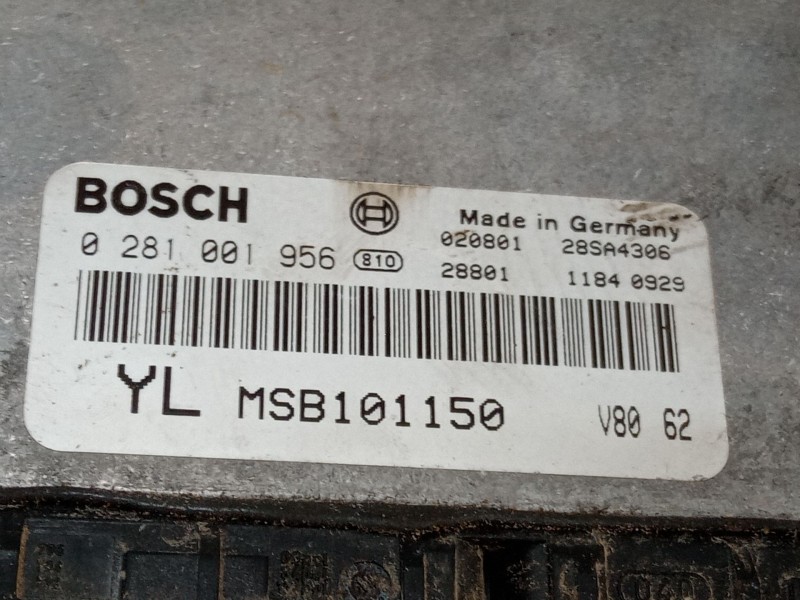 BOSCH
Made in Germany
0 281 001 956 810 020801 28SA4306
28801 1184 0929
YL MSB101150 V80 62